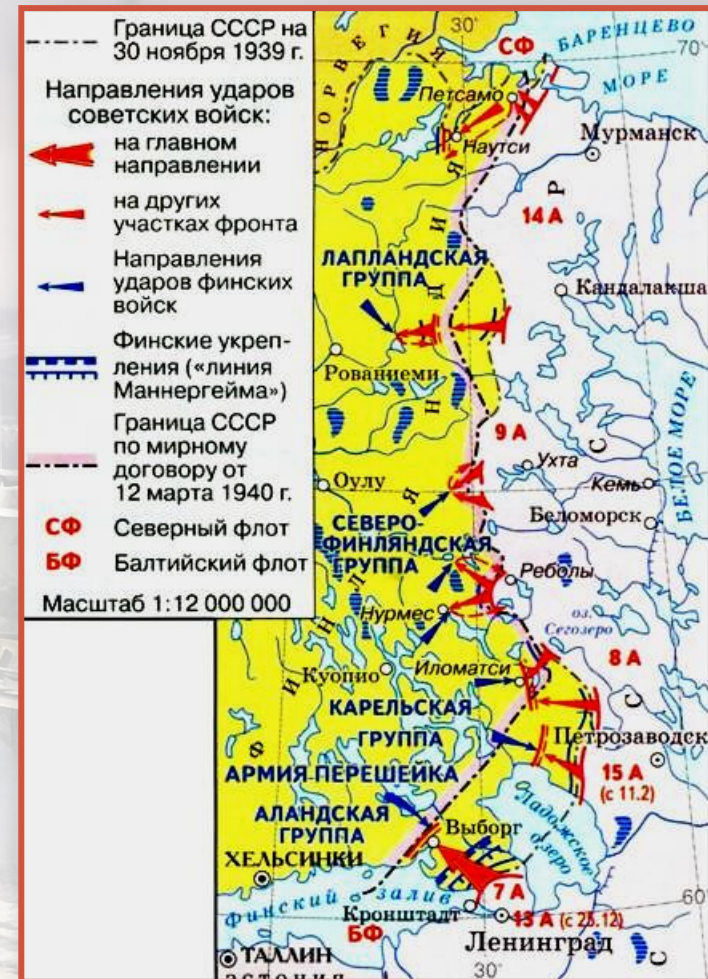 Граница СССР на
30 ноября 1939 г.
Направления ударов
советских войск:
на главном
направлении
на других
участках фронта
Направления
ударов финских
войск
Финские укреп-
ления («линия
Маннергейма»)
Граница СССР
по мирному
договору от
12 марта 1940 г.
СФ Северный флот
БФ Балтийский флот
Масштаб 1:12 000 000
30°
СФ
БАРЕНЦЕВО
70°
МОРЕ
НОРВЕГИЯ
Петсамо
Мурманск
Наутси
14 А
ЛАПЛАНДСКАЯ
ГРУППА
Кандалакша
Рованиеми
БЕЛОЕ МОРЕ
9 А
Ухта
Кемь
Оулу
Беломорск
СЕВЕРО-
ФИНЛЯНДСКАЯ
ГРУППА
Реболы
Нурмес
оз.
Сегозеро
ФИНЛЯНДИЯ
СССР
Куопио
Иломатси
8 А
КАРЕЛЬСКАЯ
ГРУППА
Петрозаводск
АРМИЯ ПЕРЕШЕЙКА
15 А
(с 11.2)
АЛАНДСКАЯ
ГРУППА
Выборг
Ладожское
озеро
ХЕЛЬСИНКИ
7 А
60°
Финский залив
Кронштадт
13 А (с 25.12)
БФ
Ленинград
ТАЛЛИН
ЭСТОНИЯ
30°